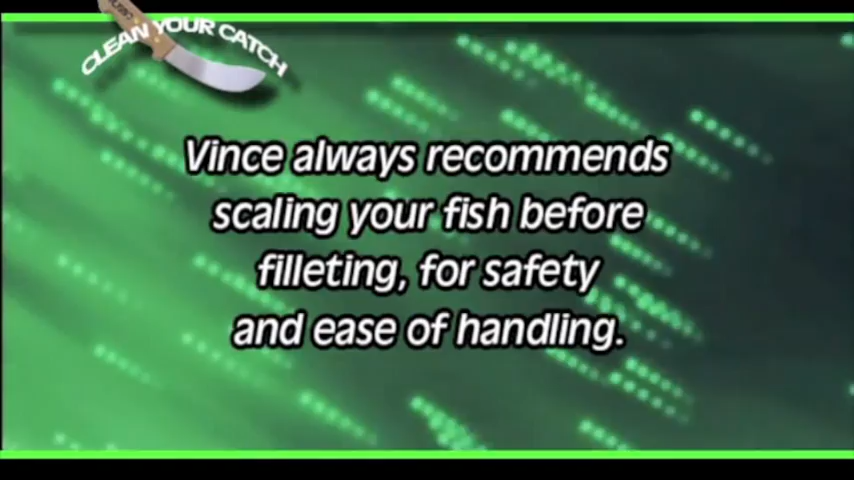 CLEAN YOUR CATCH
Vince always recommends
scaling your fish before
filleting, for safety
and ease of handling.